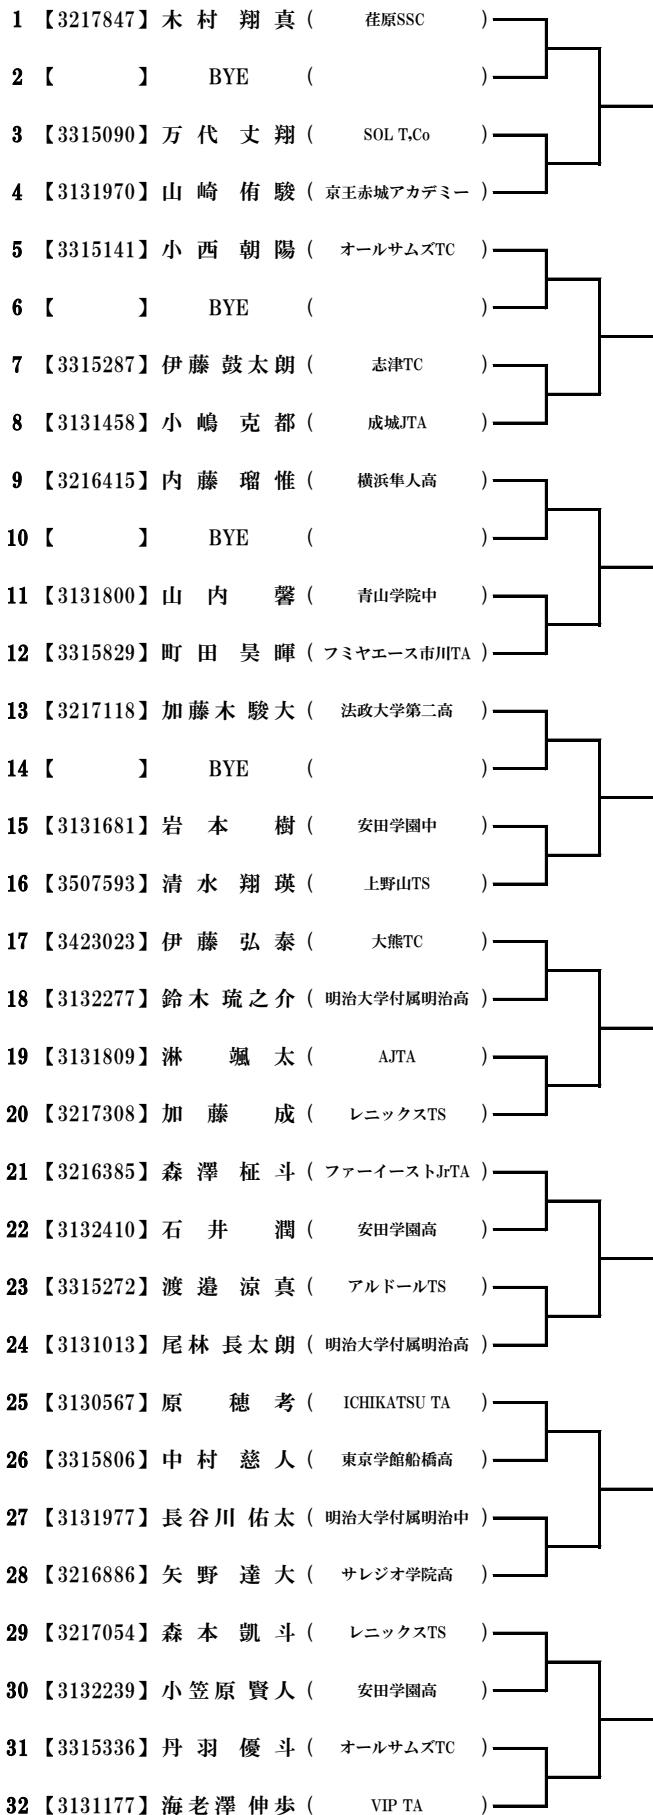 1 【3217847】 木 村 翔 真 ( 荏原SSC )
2 【 】 BYE ( )
3 【3315090】 万 代 丈 翔 ( SOL T,Co )
4 【3131970】 山 崎 侑 駿 ( 京王赤城アカデミー )
5 【3315141】 小 西 朝 陽 ( オールサムズTC )
6 【 】 BYE ( )
7 【3315287】 伊 藤 鼓 太 朗 ( 志津TC )
8 【3131458】 小 嶋 克 都 ( 成城JTA )
9 【3216415】 内 藤 瑠 惟 ( 横浜隼人高 )
10 【 】 BYE ( )
11 【3131800】 山 内 馨 ( 青山学院中 )
12 【3315829】 町 田 昊 暉 ( フミヤエース市川TA )
13 【3217118】 加 藤 木 駿 大 ( 法政大学第二高 )
14 【 】 BYE ( )
15 【3131681】 岩 本 樹 ( 安田学園中 )
16 【3507593】 清 水 翔 瑛 ( 上野山TS )
17 【3423023】 伊 藤 弘 泰 ( 大熊TC )
18 【3132277】 鈴 木 琉 之 介 ( 明治大学付属明治高 )
19 【3131809】 淋 颯 太 ( AJTA )
20 【3217308】 加 藤 成 ( レニックスTS )
21 【3216385】 森 澤 柾 斗 ( ファーイーストJrTA )
22 【3132410】 石 井 潤 ( 安田学園高 )
23 【3315272】 渡 邉 涼 真 ( アルドールTS )
24 【3131013】 尾 林 長 太 朗 ( 明治大学付属明治高 )
25 【3130567】 原 穂 考 ( ICHIKATSU TA )
26 【3315806】 中 村 慈 人 ( 東京学館船橋高 )
27 【3131977】 長 谷 川 佑 太 ( 明治大学付属明治中 )
28 【3216886】 矢 野 達 大 ( サレジオ学院高 )
29 【3217054】 森 本 凱 斗 ( レニックスTS )
30 【3132239】 小 笠 原 賢 人 ( 安田学園高 )
31 【3315336】 丹 羽 優 斗 ( オールサムズTC )
32 【3131177】 海 老 澤 伸 歩 ( VIP TA )